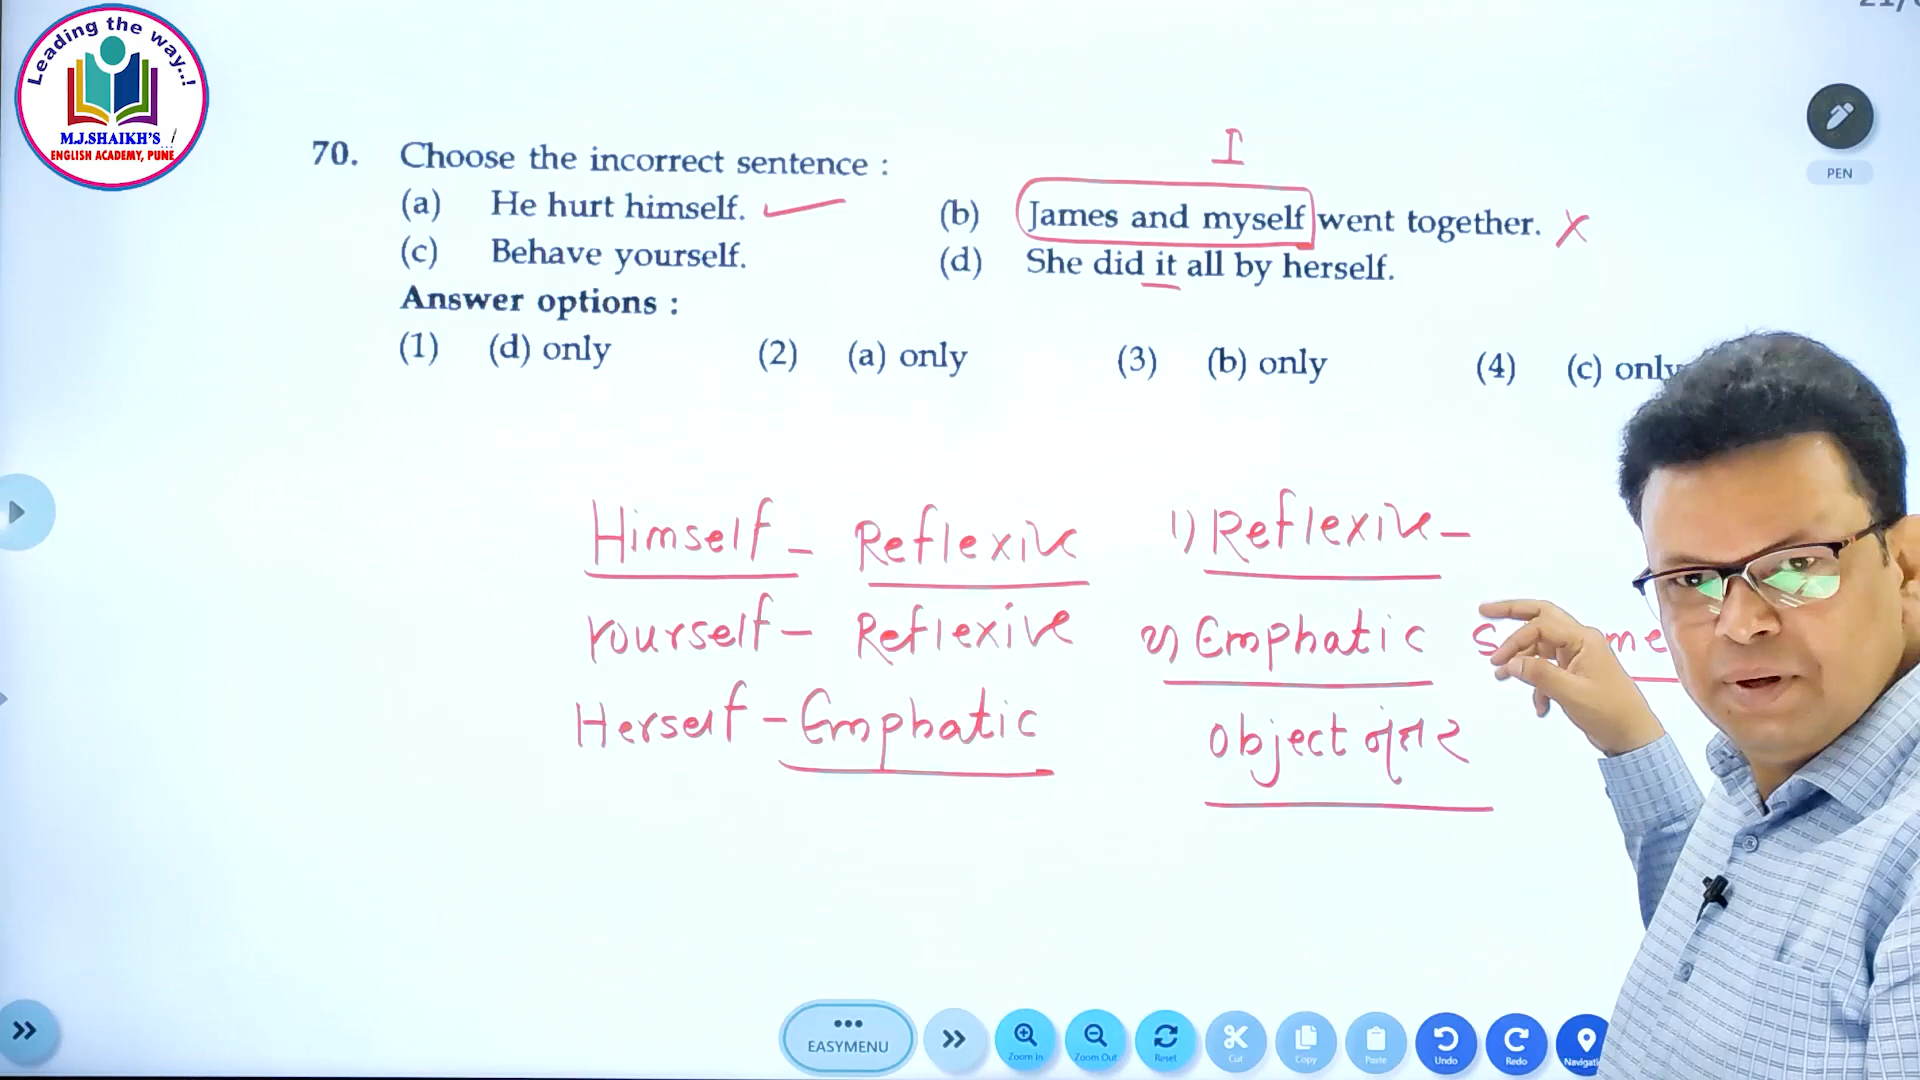 Leading the way..!
M.J.SHAIKH'S
ENGLISH ACADEMY, PUNE
PEN
I
70. Choose the incorrect sentence :
(a) He hurt himself. (b) James and myself went together. X
(c) Behave yourself. (d) She did it all by herself.
Answer options :
(1) (d) only (2) (a) only (3) (b) only (4) (c) only
Himself - Reflexive 1) Reflexive -
Yourself - Reflexive २) Emphatic
Herself - Emphatic Object नंतर
EASYMENU
Zoom In Zoom Out Reset Cut Copy Paste Undo Redo